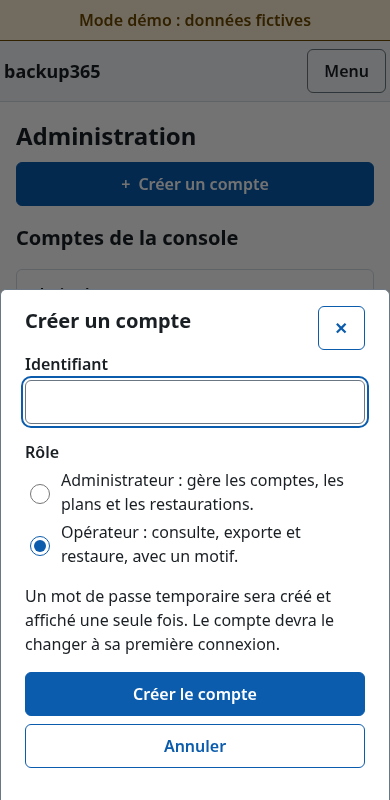 Mode démo : données fictives
backup365
Menu
Administration
+ Créer un compte
Comptes de la console
Créer un compte
×
Identifiant
Rôle
Administrateur : gère les comptes, les
plans et les restaurations.
Opérateur : consulte, exporte et
restaure, avec un motif.
Un mot de passe temporaire sera créé et
affiché une seule fois. Le compte devra le
changer à sa première connexion.
Créer le compte
Annuler